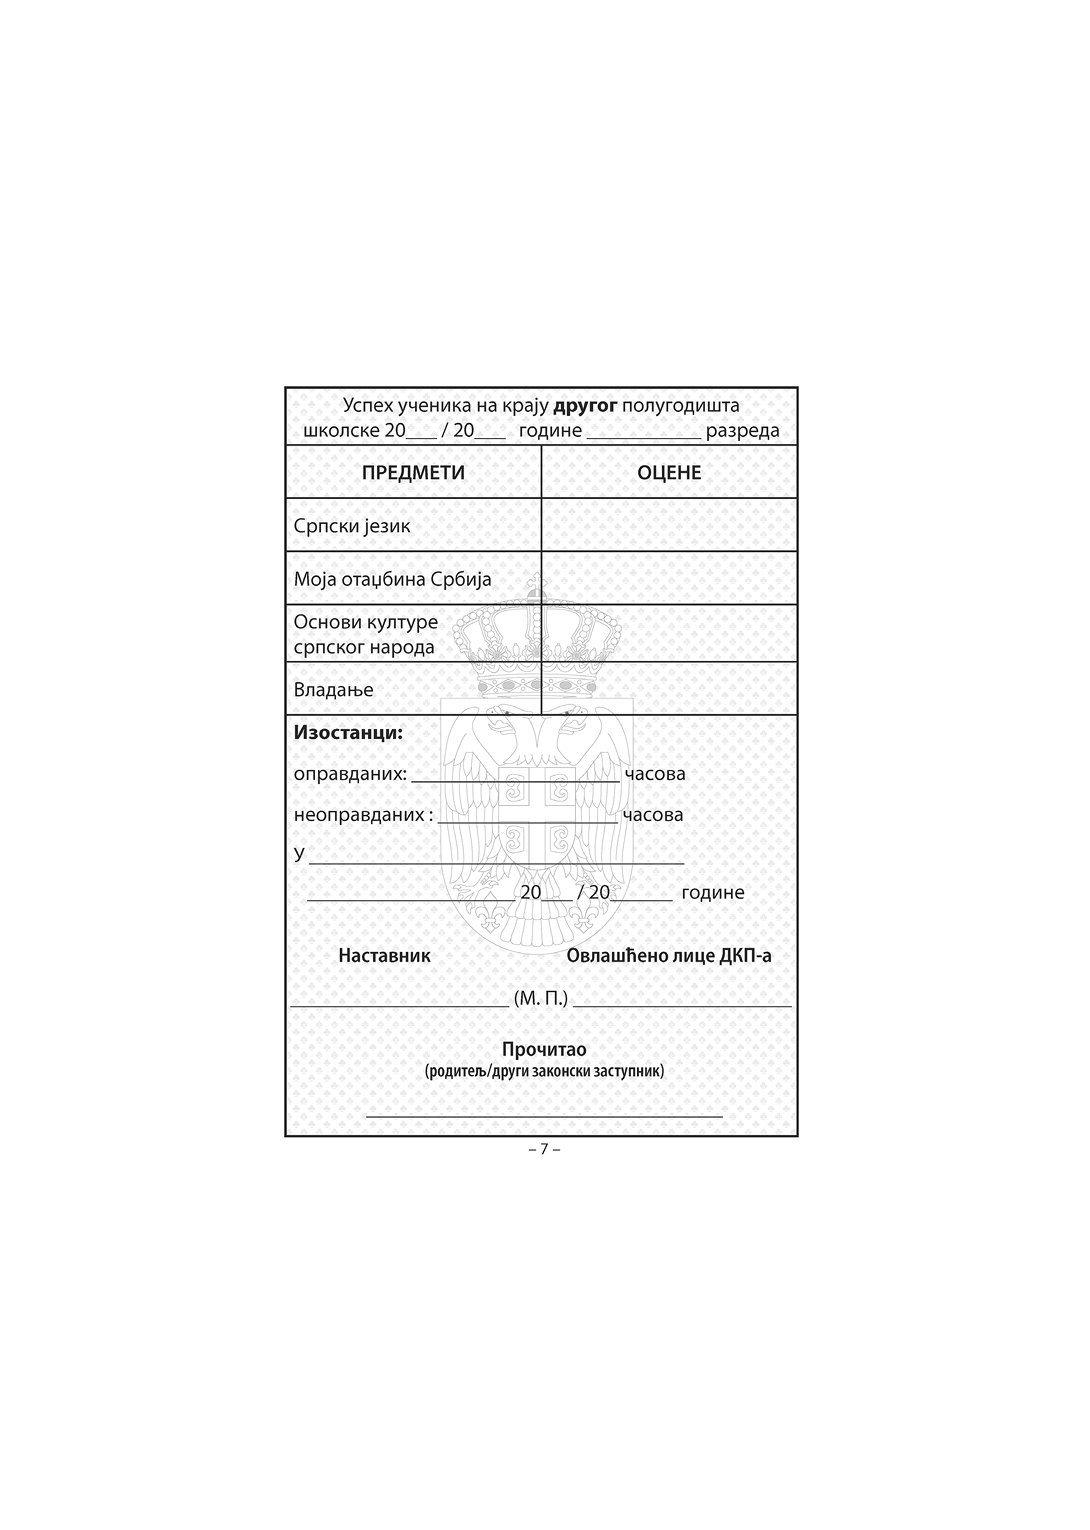 Успех ученика на крају другог полугодишта
школске 20___ / 20___ године ___________ разреда
ПРЕДМЕТИ ОЦЕНЕ
Српски језик
Моја отаџбина Србија
Основи културе
српског народа
Владање
Изостанци:
оправданих: ____________________ часова
неоправданих : _________________ часова
У ____________________________________
____________________ 20___ / 20______ године
Наставник Овлашћено лице ДКП-а
_____________________ (М. П.) _____________________
Прочитао
(родитељ/други законски заступник)
__________________________________
– 7 –